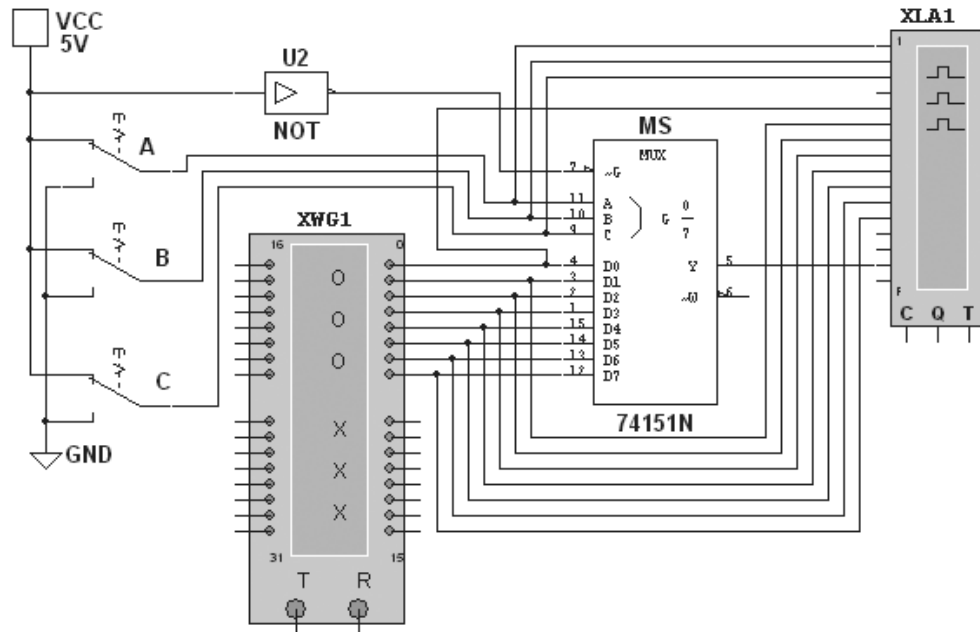 VCC
5V
U2
NOT
A
B
C
GND
XWG1
16
0
O
O
O
X
X
X
31
15
T
R
MS
MUX
7
~G
11
A
10
B
9
C
G 0
7
4
D0
3
D1
2
D2
1
D3
15
D4
14
D5
13
D6
12
D7
Y
5
~W
6
74151N
XLA1
1
F
C Q T